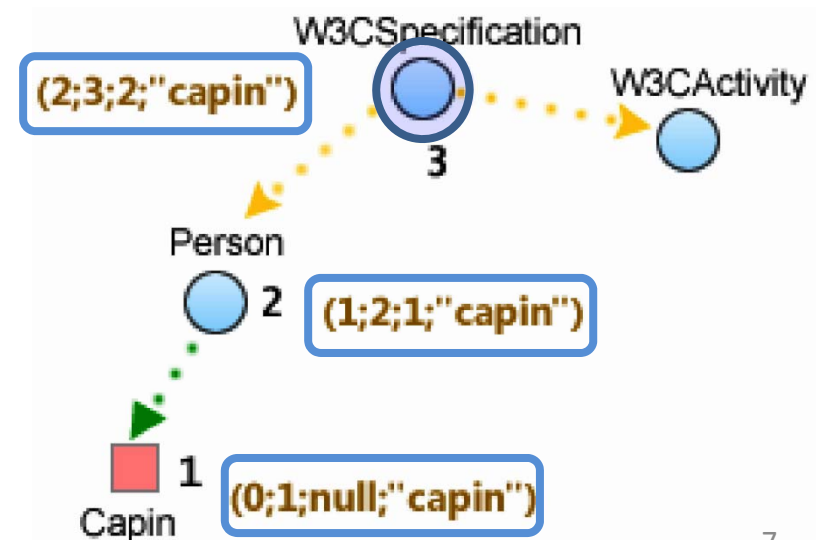 W3CSpecification
(2;3;2;"capin")
W3CActivity
3
Person
2
(1;2;1;"capin")
1
(0;1;null;"capin")
Capin
7